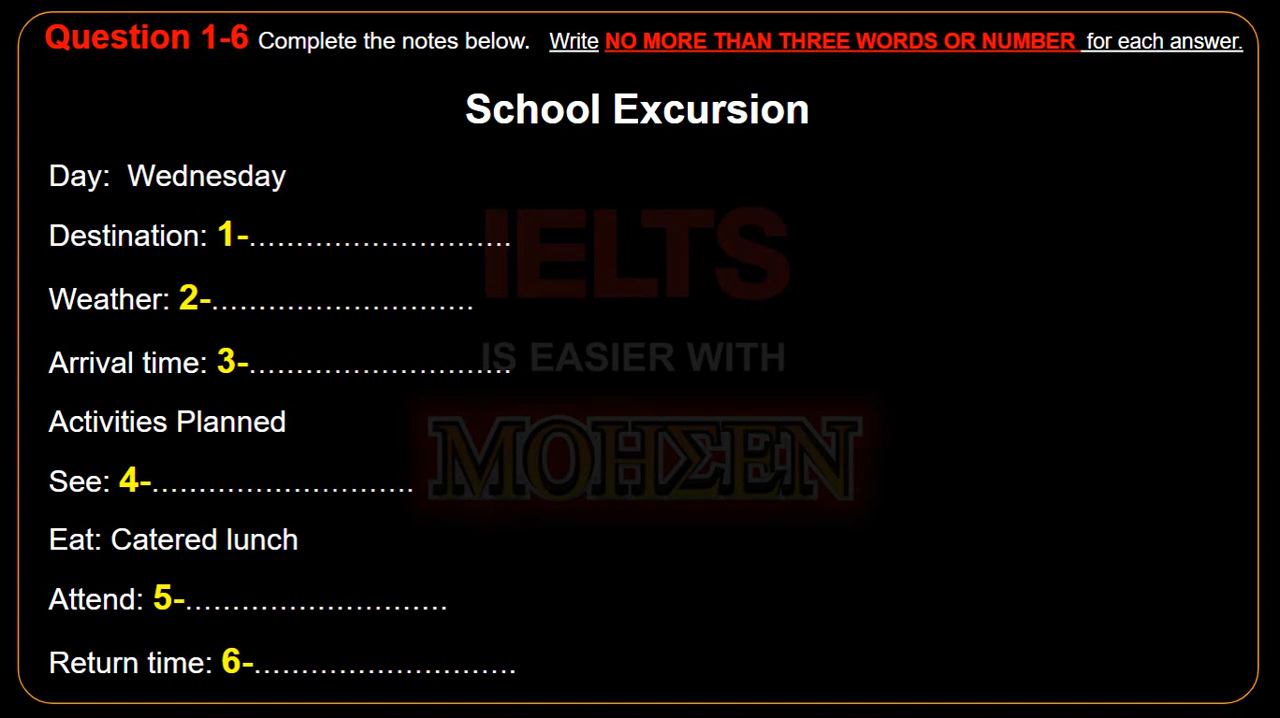 Question 1-6 Complete the notes below. Write NO MORE THAN THREE WORDS OR NUMBER for each answer.
School Excursion
Day: Wednesday
Destination: 1-............................
Weather: 2-............................
Arrival time: 3-............................
Activities Planned
See: 4-............................
Eat: Catered lunch
Attend: 5-............................
Return time: 6-............................
IELTS
IS EASIER WITH
MOHΣEN